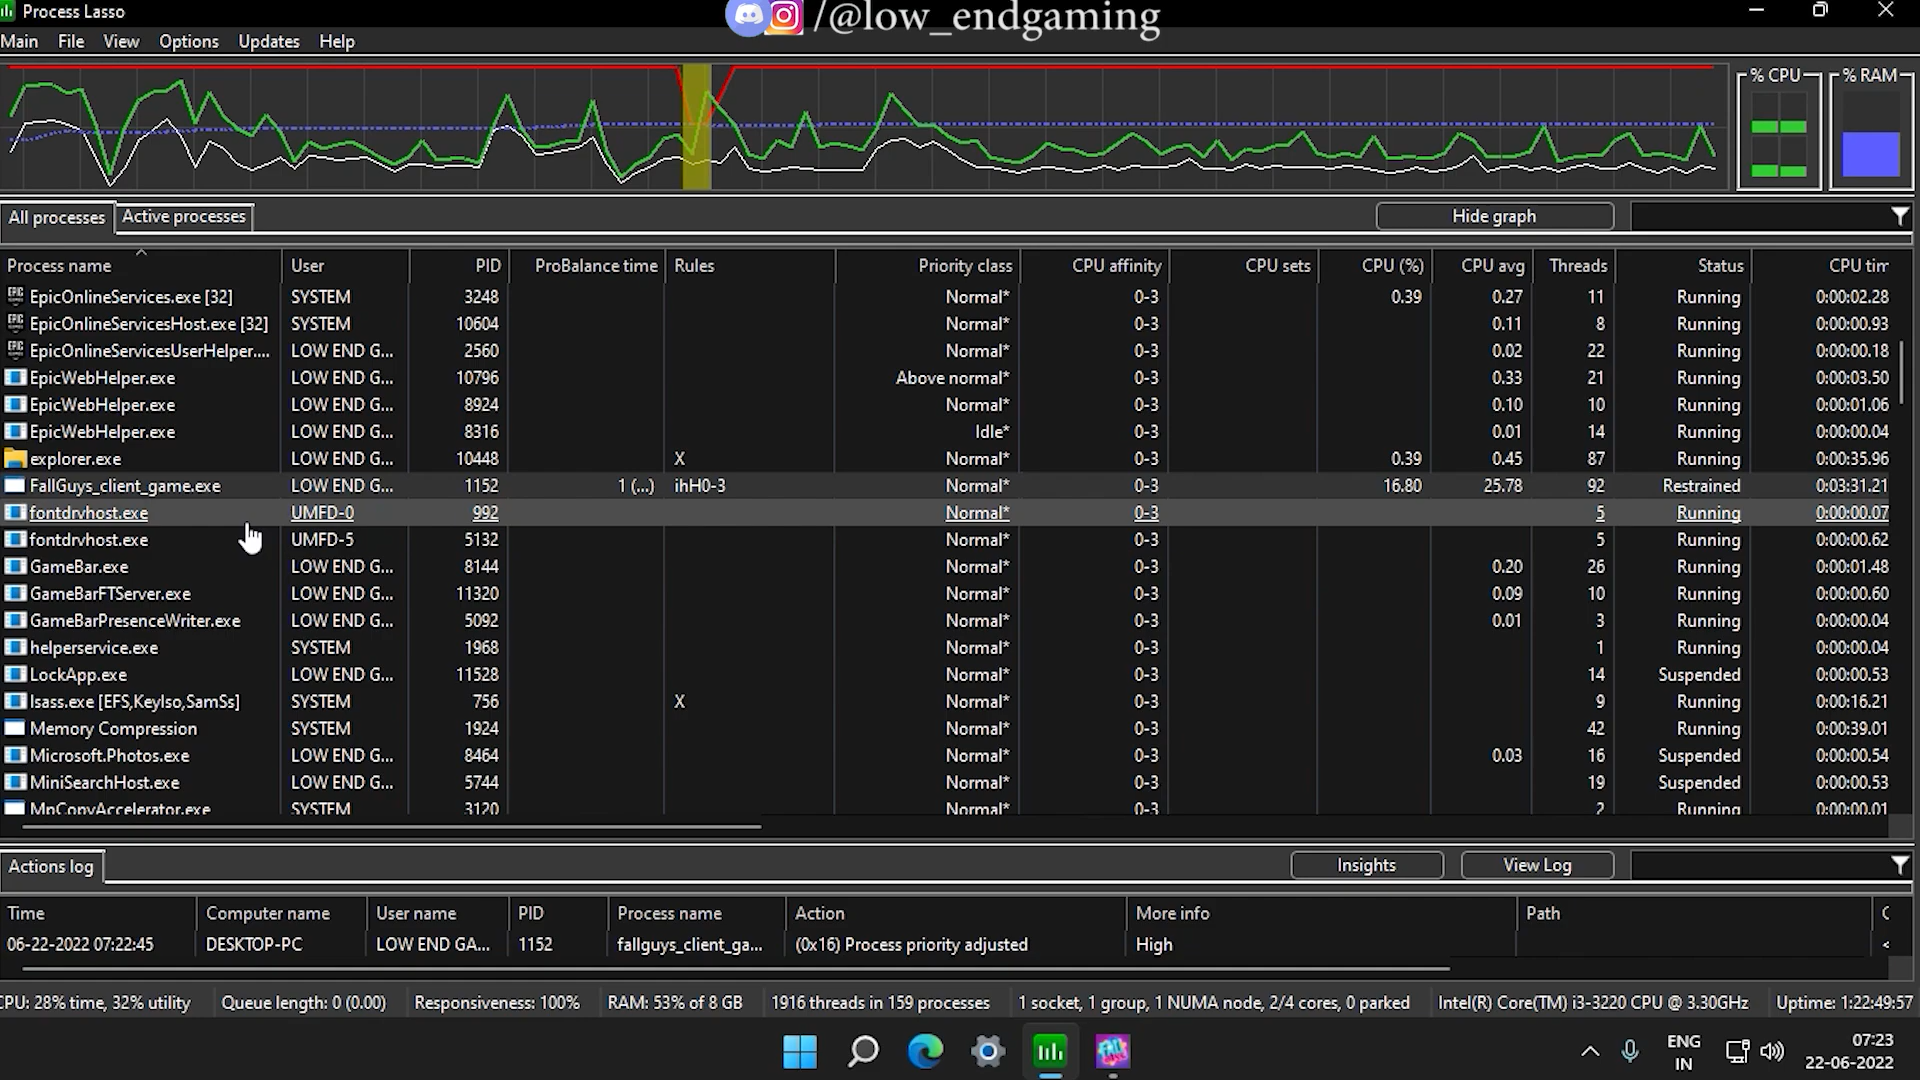 Process Lasso
/@low_endgaming
Main File View Options Updates Help
% CPU % RAM
All processes Active processes Hide graph
Process name User PID ProBalance time Rules Priority class CPU affinity CPU sets CPU (%) CPU avg Threads Status CPU tim
EpicOnlineServices.exe [32] SYSTEM 3248 Normal* 0-3 0.39 0.27 11 Running 0:00:02.28
EpicOnlineServicesHost.exe [32] SYSTEM 10604 Normal* 0-3 0.11 8 Running 0:00:00.93
EpicOnlineServicesUserHelper.... LOW END G... 2560 Normal* 0-3 0.02 22 Running 0:00:00.18
EpicWebHelper.exe LOW END G... 10796 Above normal* 0-3 0.33 21 Running 0:00:03.50
EpicWebHelper.exe LOW END G... 8924 Normal* 0-3 0.10 10 Running 0:00:01.06
EpicWebHelper.exe LOW END G... 8316 Idle* 0-3 0.01 14 Running 0:00:00.04
explorer.exe LOW END G... 10448 X Normal* 0-3 0.39 0.45 87 Running 0:00:35.96
FallGuys_client_game.exe LOW END G... 1152 1 (...) ihH0-3 Normal* 0-3 16.80 25.78 92 Restrained 0:03:31.21
fontdrvhost.exe UMFD-0 992 Normal* 0-3 5 Running 0:00:00.07
fontdrvhost.exe UMFD-5 5132 Normal* 0-3 5 Running 0:00:00.62
GameBar.exe LOW END G... 8144 Normal* 0-3 0.20 26 Running 0:00:01.48
GameBarFTServer.exe LOW END G... 11320 Normal* 0-3 0.09 10 Running 0:00:00.60
GameBarPresenceWriter.exe LOW END G... 5092 Normal* 0-3 0.01 3 Running 0:00:00.04
helperservice.exe SYSTEM 1968 Normal* 0-3 1 Running 0:00:00.04
LockApp.exe LOW END G... 11528 Normal* 0-3 14 Suspended 0:00:00.53
lsass.exe [EFS,KeyIso,SamSs] SYSTEM 756 X Normal* 0-3 9 Running 0:00:16.21
Memory Compression SYSTEM 1924 Normal* 0-3 42 Running 0:00:39.01
Microsoft.Photos.exe LOW END G... 8464 Normal* 0-3 0.03 16 Suspended 0:00:00.54
MiniSearchHost.exe LOW END G... 5744 Normal* 0-3 19 Suspended 0:00:00.53
MpCopyAccelerator.exe SYSTEM 3120 Normal* 0-3 2 Running 0:00:00.01
Actions log Insights View Log
Time Computer name User name PID Process name Action More info Path C
06-22-2022 07:22:45 DESKTOP-PC LOW END GA... 1152 fallguys_client_ga... (0x16) Process priority adjusted High <
CPU: 28% time, 32% utility Queue length: 0 (0.00) Responsiveness: 100% RAM: 53% of 8 GB 1916 threads in 159 processes 1 socket, 1 group, 1 NUMA node, 2/4 cores, 0 parked Intel(R) Core(TM) i3-3220 CPU @ 3.30GHz Uptime: 1:22:49:57
ENG 07:23
IN 22-06-2022